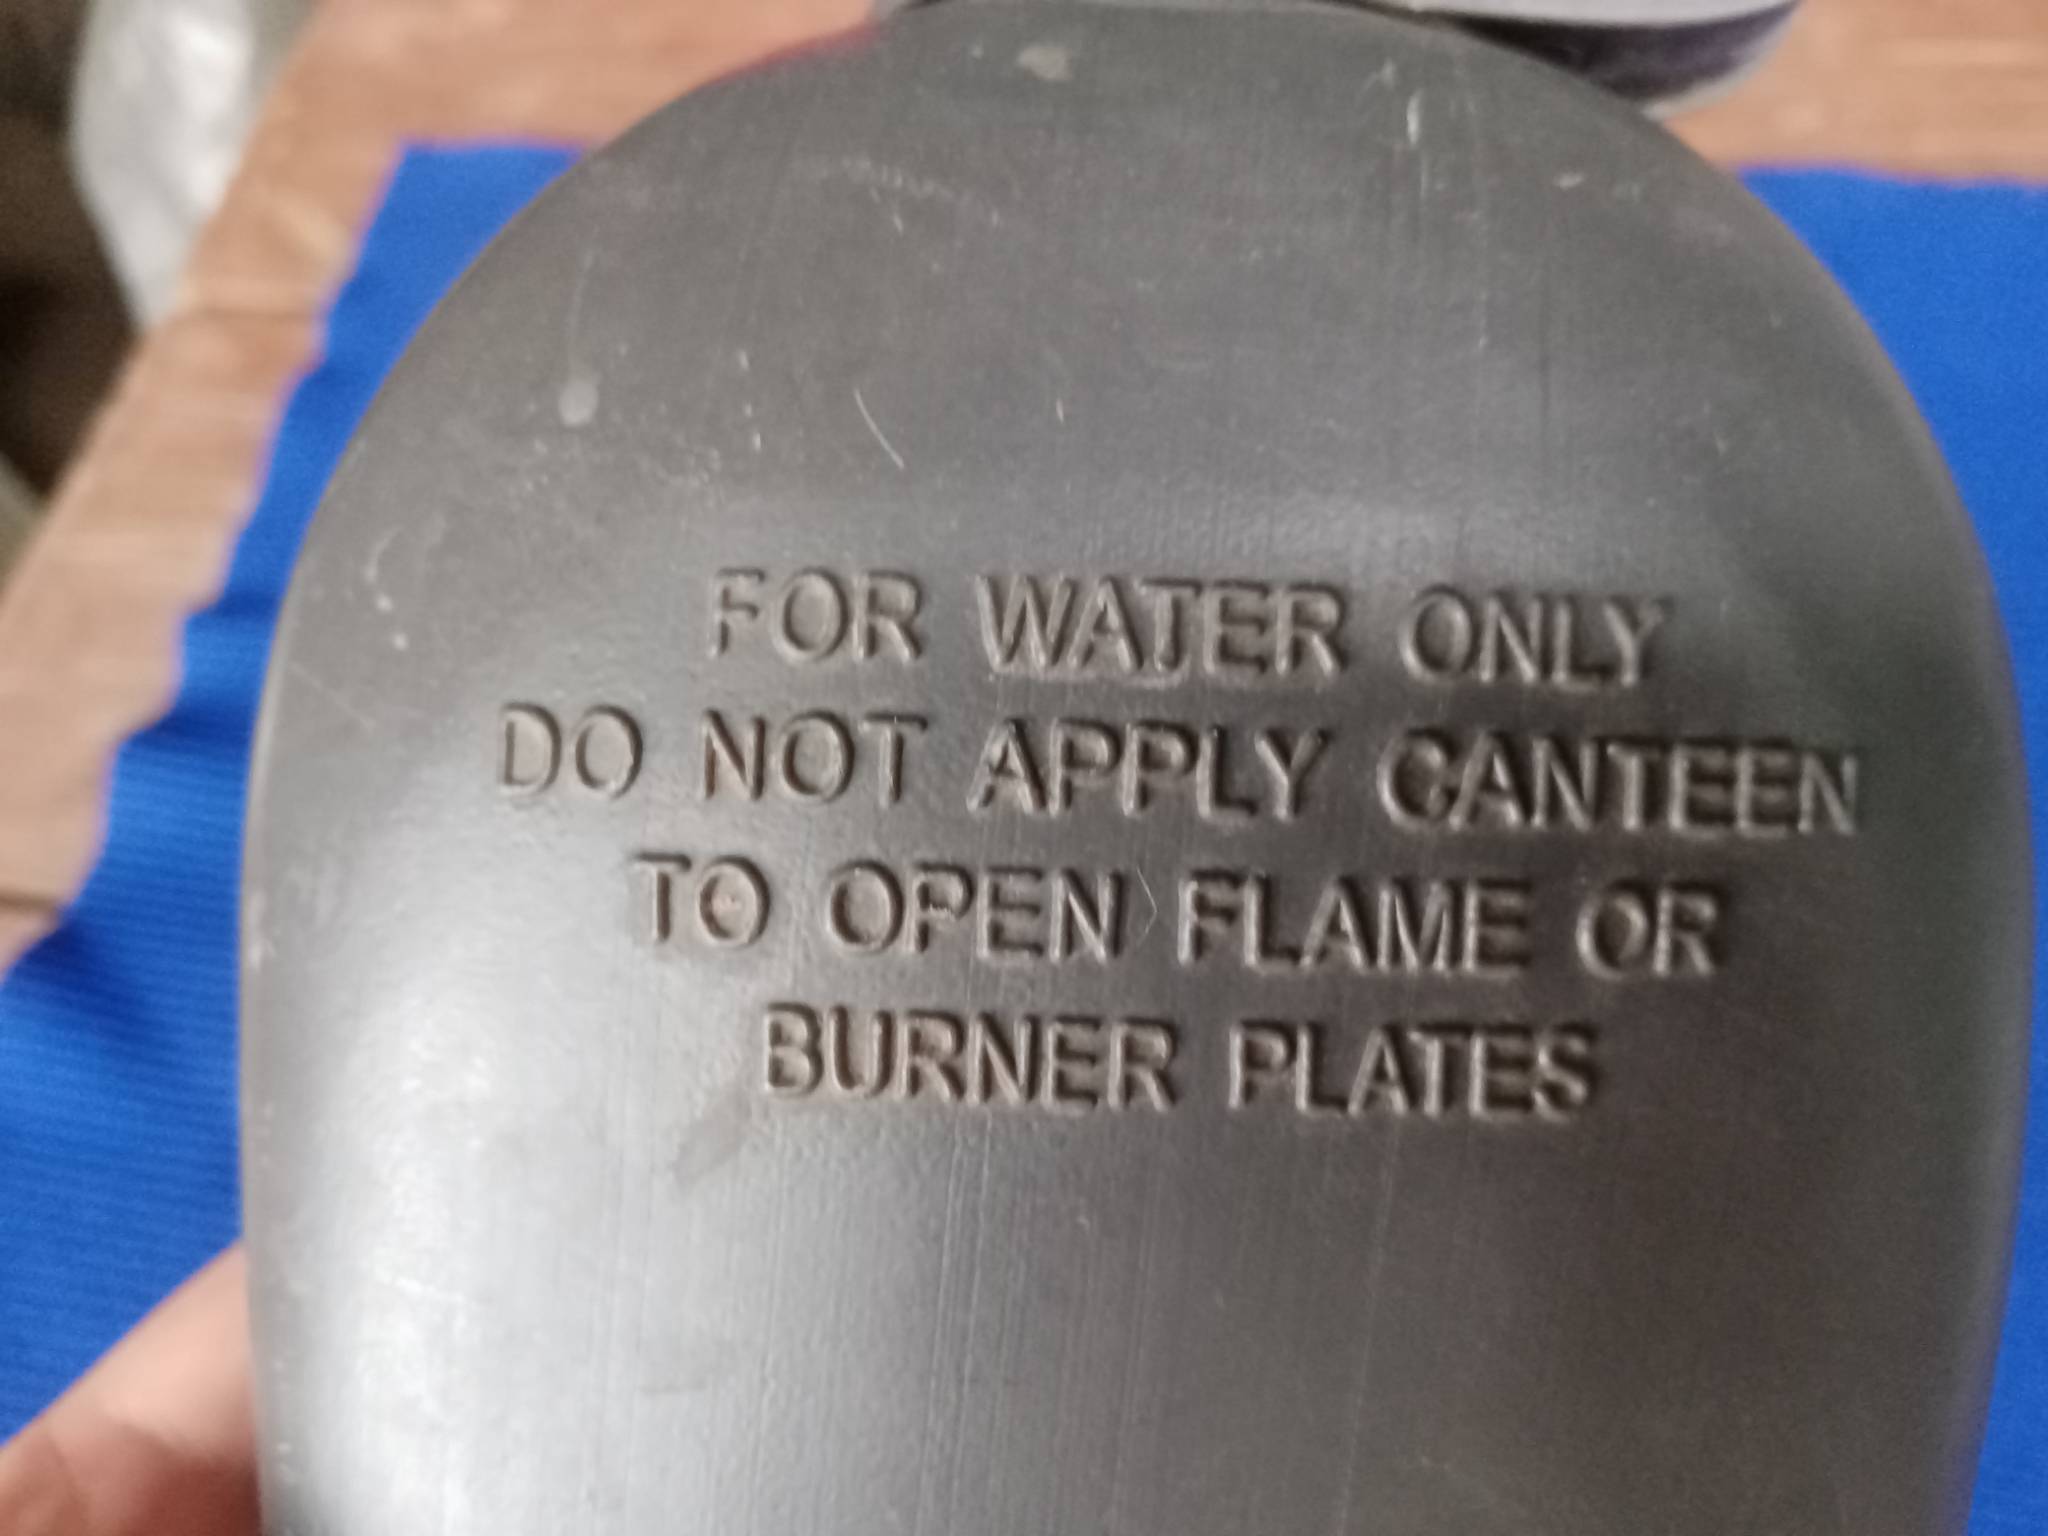 FOR WATER ONLY
DO NOT APPLY CANTEEN
TO OPEN FLAME OR
BURNER PLATES